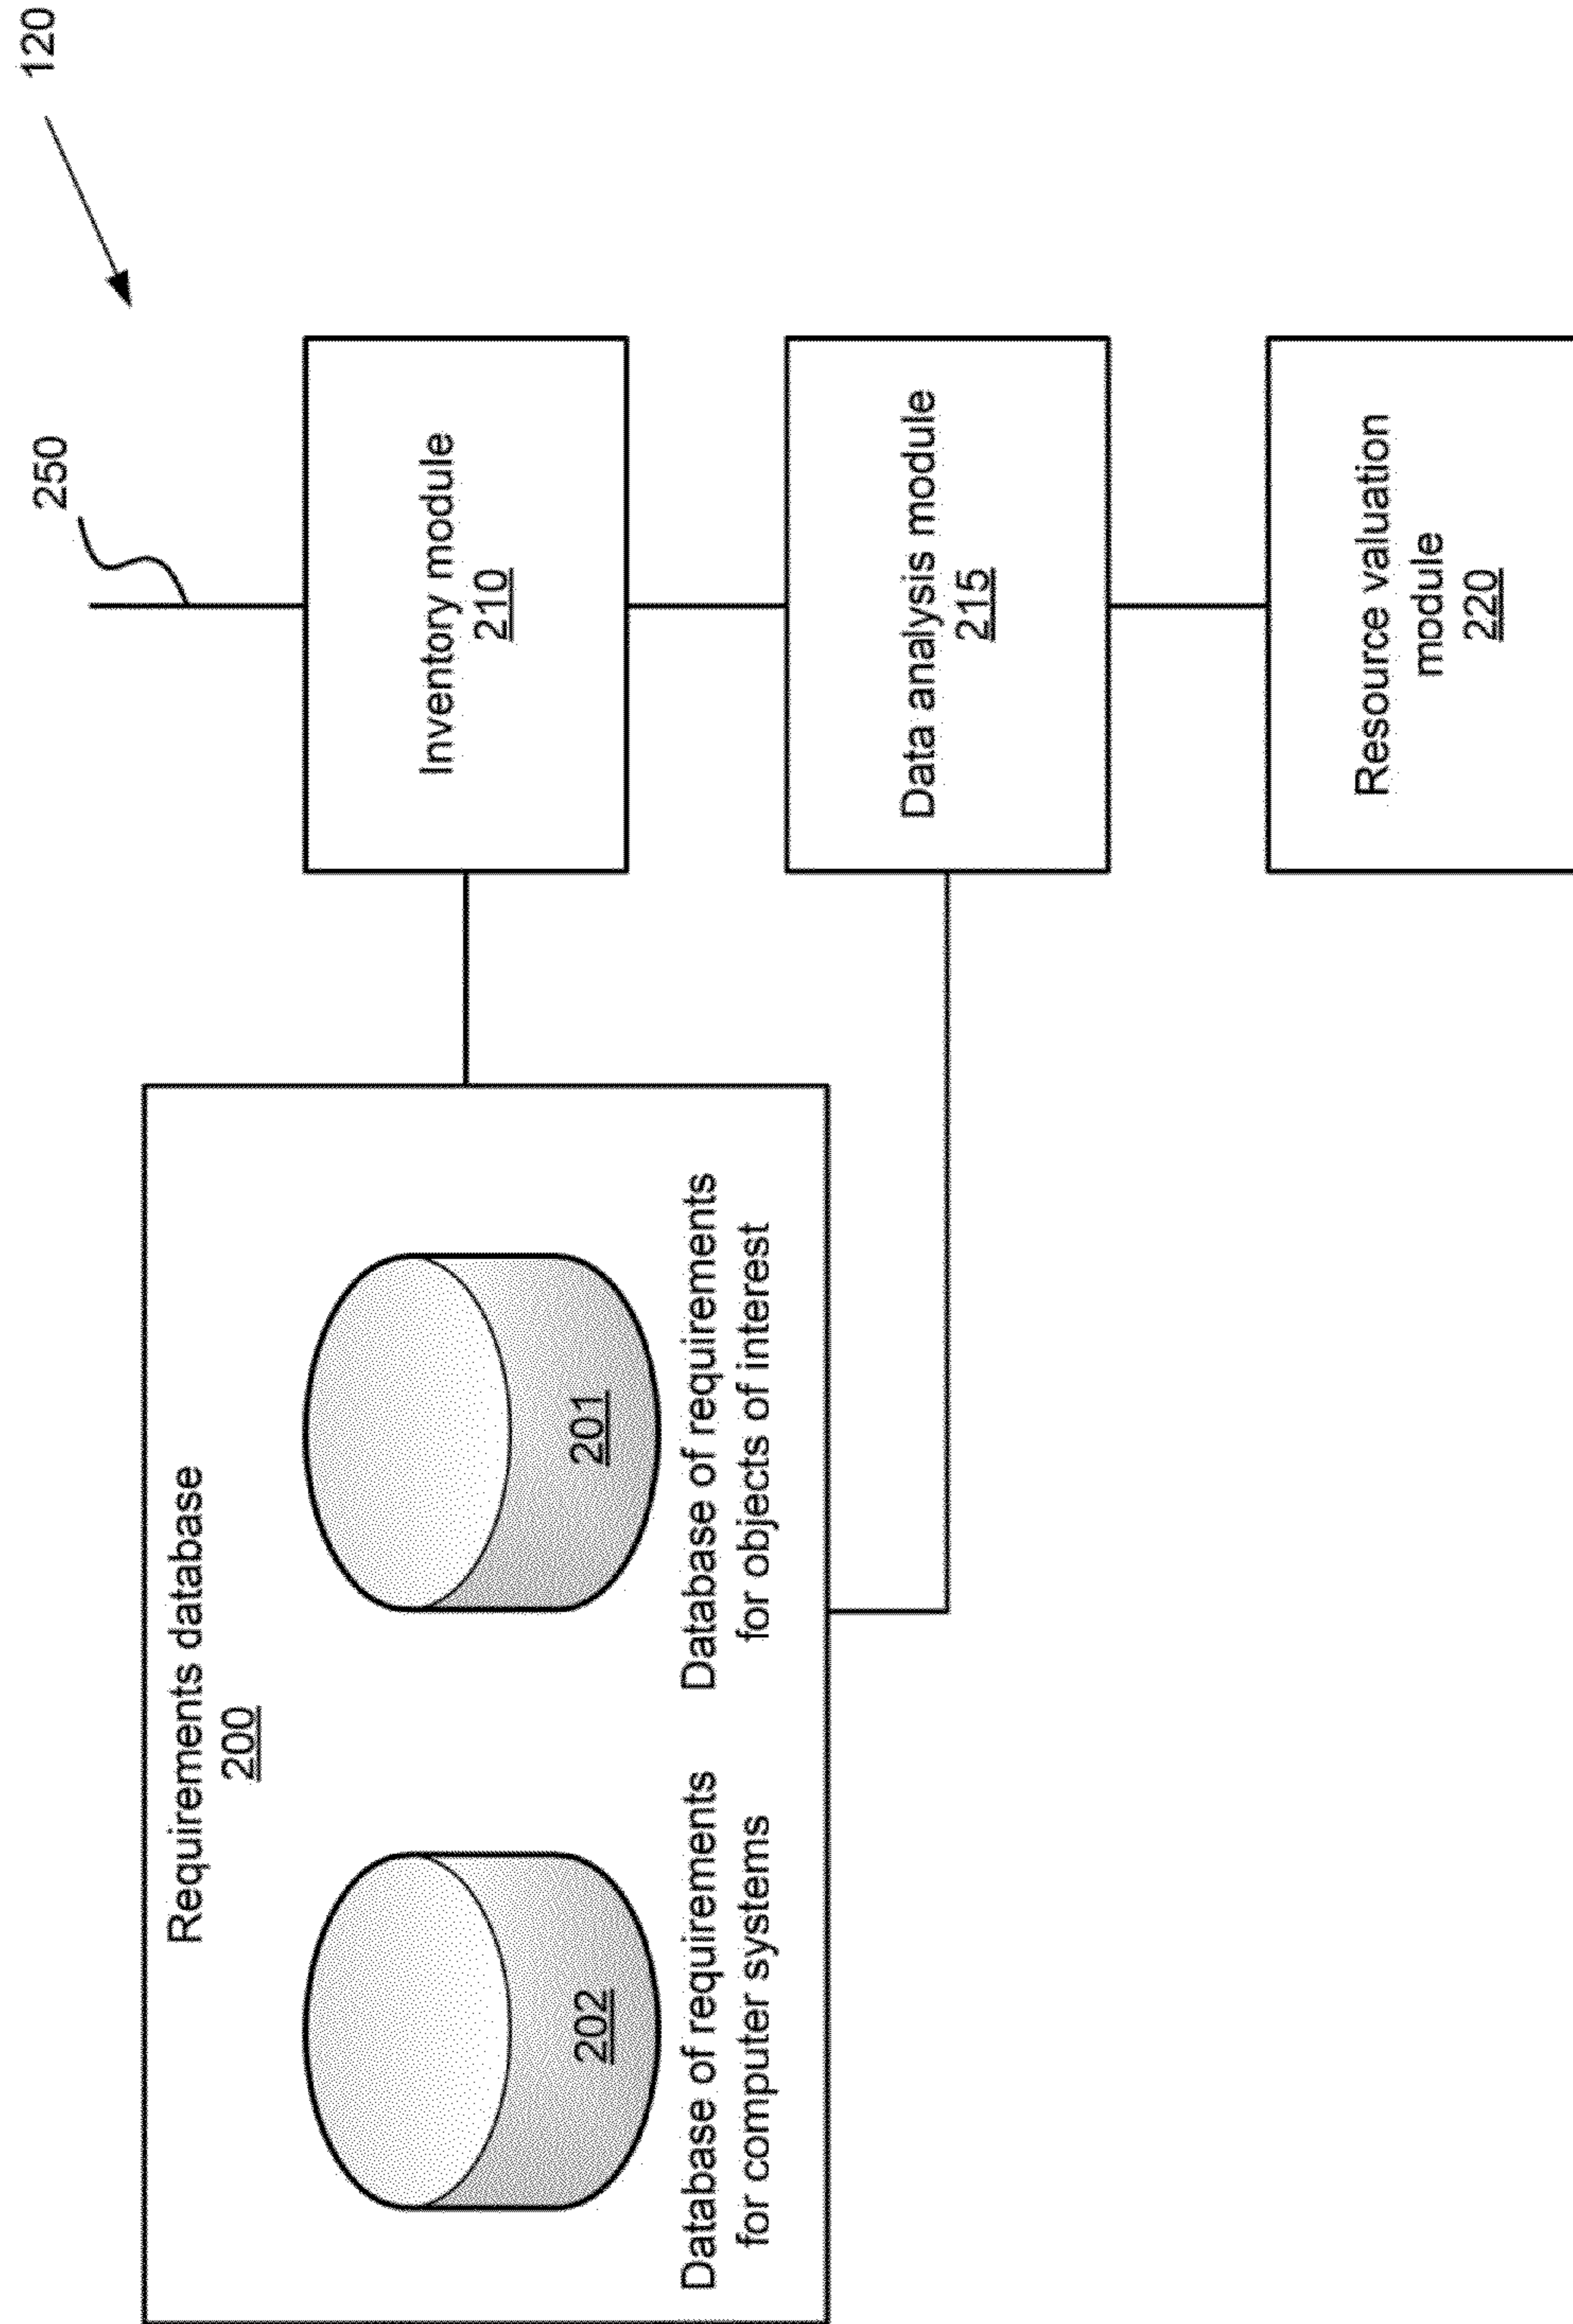 120
250
Requirements database
200
202
201
Database of requirements
for computer systems
Database of requirements
for objects of interest
Inventory module
210
Data analysis module
215
Resource valuation
module
220